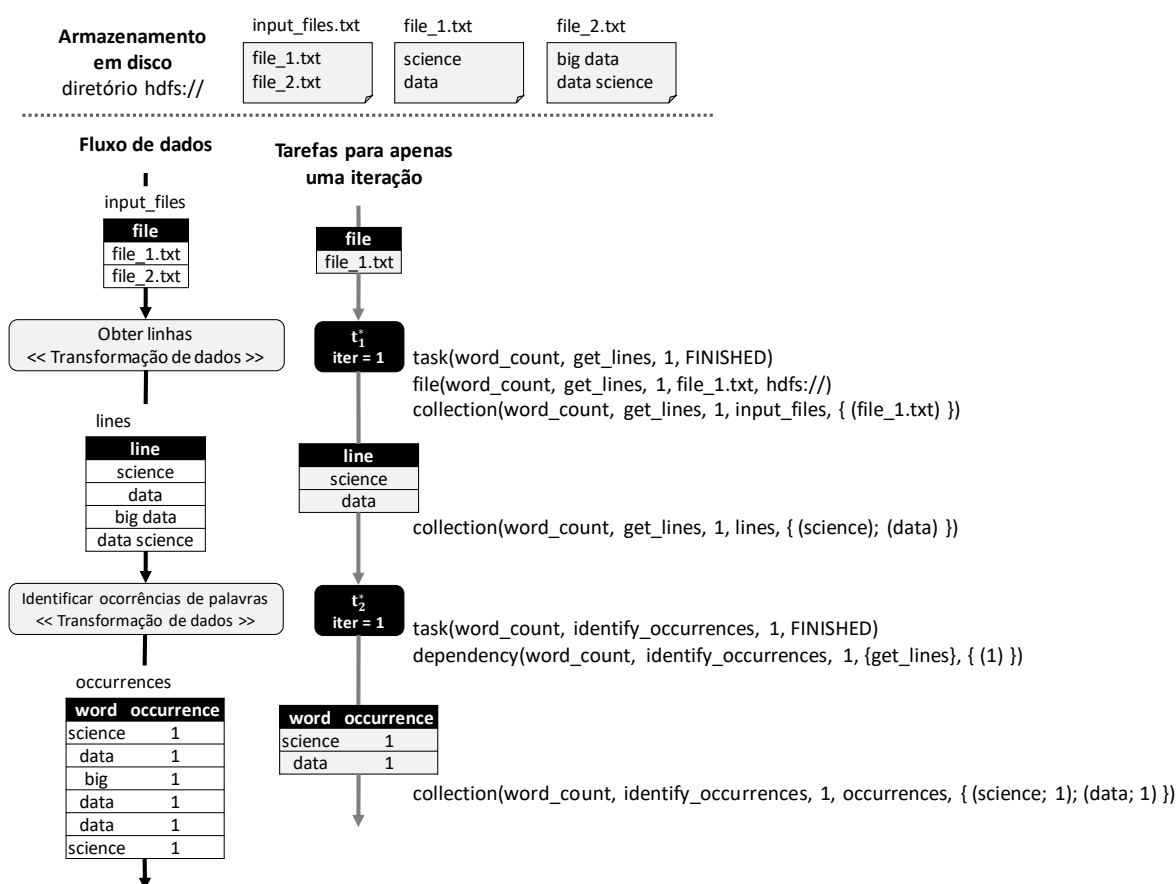 Armazenamento
em disco
diretório hdfs://
input_files.txt
file_1.txt
file_2.txt
file_1.txt
science
data
file_2.txt
big data
data science
Fluxo de dados
input_files
file
file_1.txt
file_2.txt
Obter linhas
<< Transformação de dados >>
lines
line
science
data
big data
data science
Identificar ocorrências de palavras
<< Transformação de dados >>
occurrences
word occurrence
science 1
data 1
big 1
data 1
data 1
science 1
Tarefas para apenas
uma iteração
file
file_1.txt
t₁*
iter = 1
task(word_count, get_lines, 1, FINISHED)
file(word_count, get_lines, 1, file_1.txt, hdfs://)
collection(word_count, get_lines, 1, input_files, { (file_1.txt) })
line
science
data
collection(word_count, get_lines, 1, lines, { (science); (data) })
t₂*
iter = 1
task(word_count, identify_occurrences, 1, FINISHED)
dependency(word_count, identify_occurrences, 1, {get_lines}, { (1) })
word occurrence
science 1
data 1
collection(word_count, identify_occurrences, 1, occurrences, { (science; 1); (data; 1) })